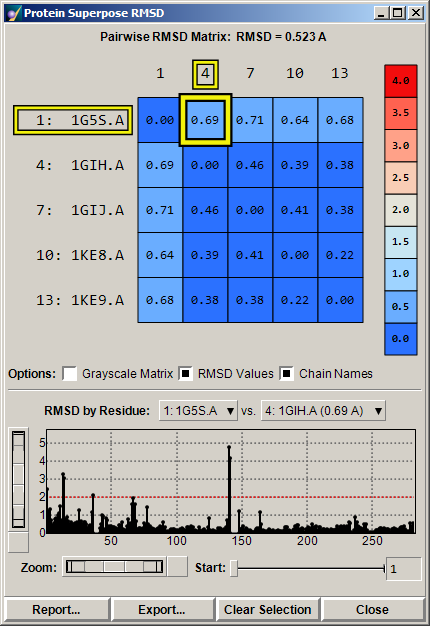 Protein Superpose RMSD
Pairwise RMSD Matrix: RMSD = 0.523 A
1 4 7 10 13
1: 1G5S.A 0.00 0.69 0.71 0.64 0.68
4: 1GIH.A 0.69 0.00 0.46 0.39 0.38
7: 1GIJ.A 0.71 0.46 0.00 0.41 0.38
10: 1KE8.A 0.64 0.39 0.41 0.00 0.22
13: 1KE9.A 0.68 0.38 0.38 0.22 0.00
4.0
3.5
3.0
2.5
2.0
1.5
1.0
0.5
0.0
Options: Grayscale Matrix RMSD Values Chain Names
RMSD by Residue: 1: 1G5S.A vs. 4: 1GIH.A (0.69 A)
5
4
3
2
1
0
50 100 150 200 250
Zoom: Start: 1
Report... Export... Clear Selection Close